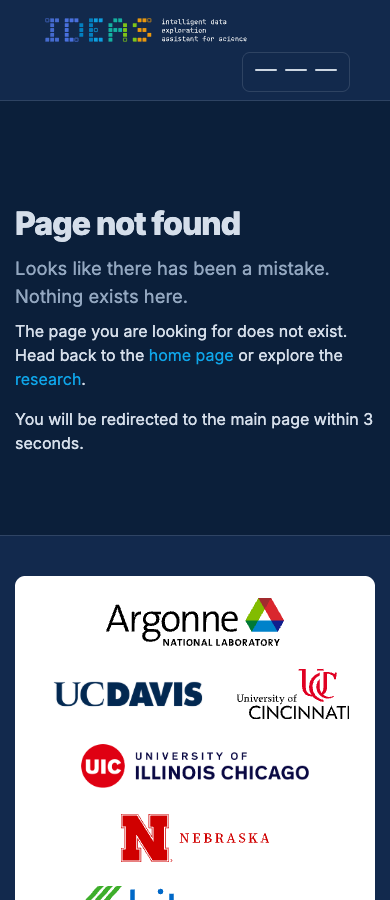 IDEAS
intelligent data
exploration
assistant for science
Page not found
Looks like there has been a mistake.
Nothing exists here.
The page you are looking for does not exist.
Head back to the home page or explore the
research.
You will be redirected to the main page within 3
seconds.
Argonne
NATIONAL LABORATORY
UCDAVIS
University of
CINCINNATI
UIC
UNIVERSITY OF
ILLINOIS CHICAGO
N
NEBRASKA